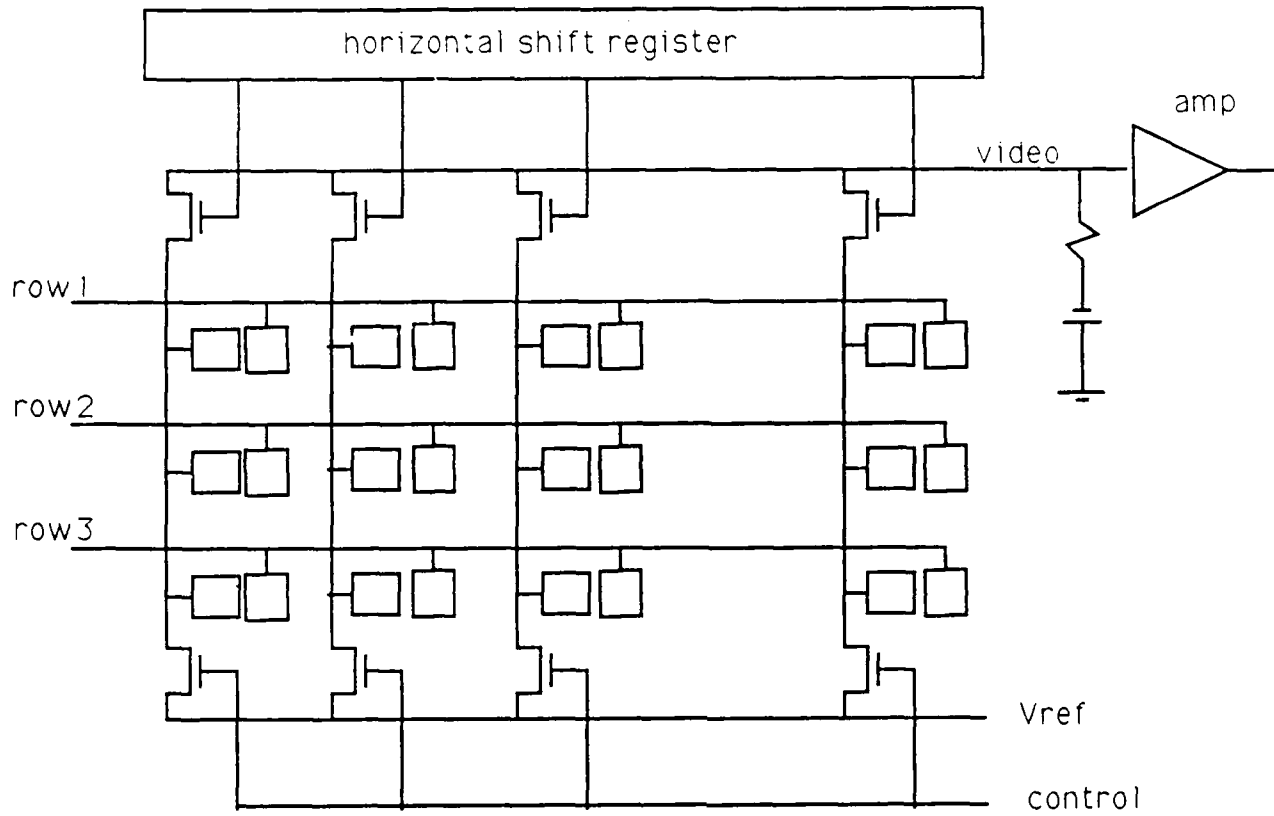 horizontal shift register
amp
video
row1
row2
row3
Vref
control